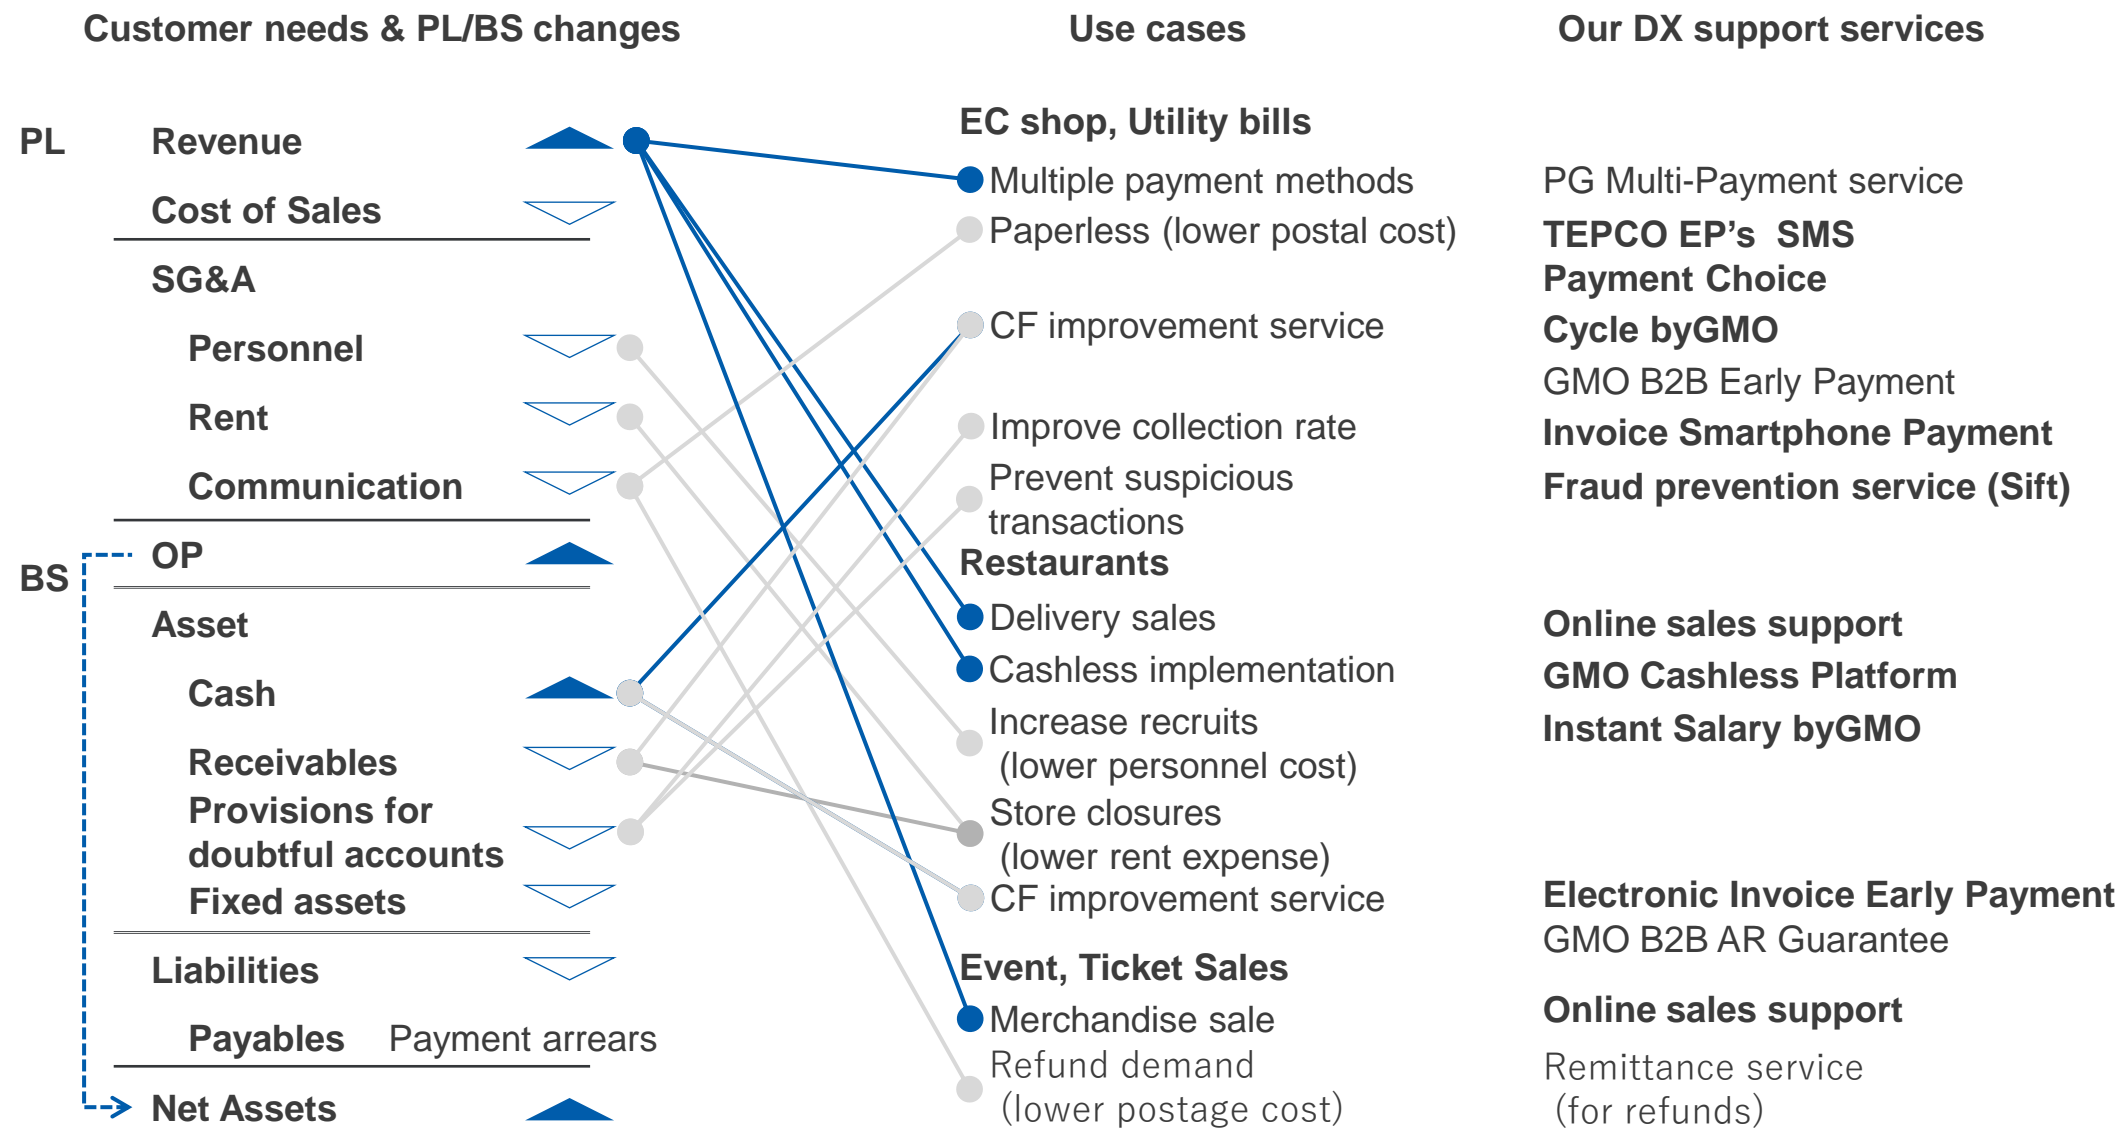 Customer needs & PL/BS changes
Use cases
Our DX support services
PL
Revenue
Cost of Sales
SG&A
Personnel
Rent
Communication
BS
OP
Asset
Cash
Receivables
Provisions for
doubtful accounts
Fixed assets
Liabilities
Payables Payment arrears
Net Assets
EC shop, Utility bills
Multiple payment methods
Paperless (lower postal cost)
CF improvement service
Improve collection rate
Prevent suspicious
transactions
Restaurants
Delivery sales
Cashless implementation
Increase recruits
(lower personnel cost)
Store closures
(lower rent expense)
CF improvement service
Event, Ticket Sales
Merchandise sale
Refund demand
(lower postage cost)
PG Multi-Payment service
TEPCO EP’s SMS
Payment Choice
Cycle byGMO
GMO B2B Early Payment
Invoice Smartphone Payment
Fraud prevention service (Sift)
Online sales support
GMO Cashless Platform
Instant Salary byGMO
Electronic Invoice Early Payment
GMO B2B AR Guarantee
Online sales support
Remittance service
(for refunds)